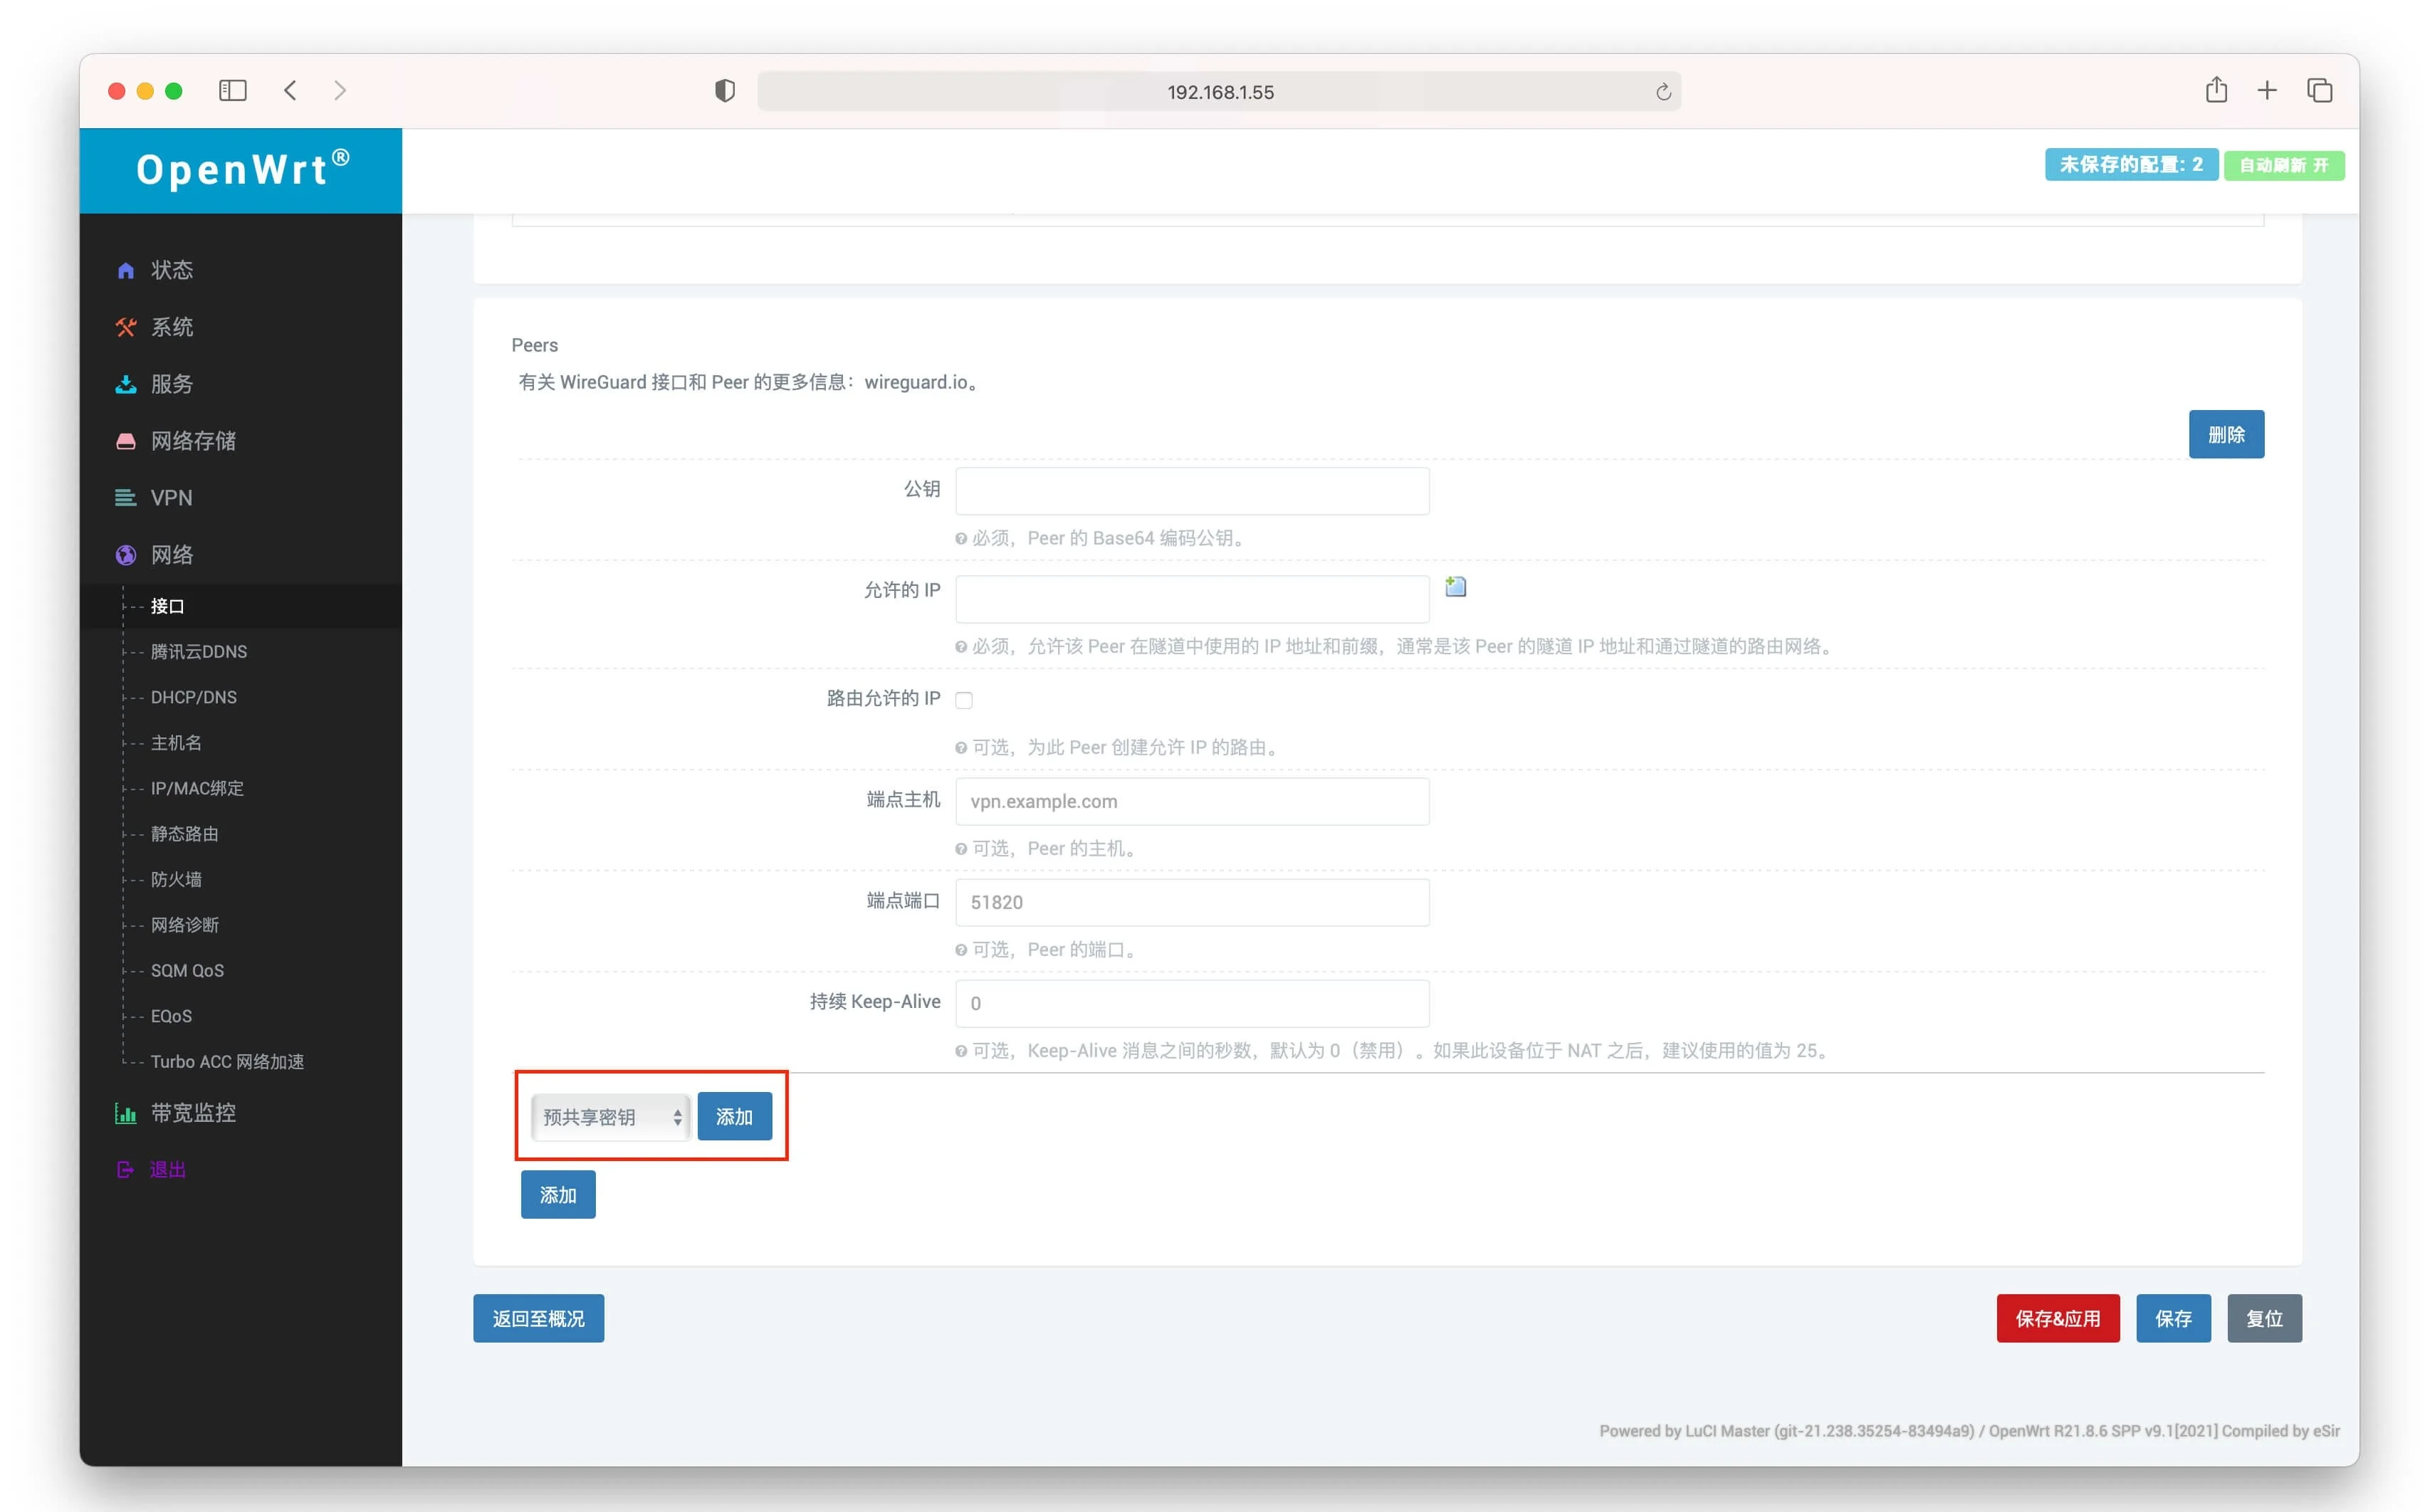 192.168.1.55
OpenWrt®
未保存的配置: 2
自动刷新 开
状态
系统
服务
网络存储
VPN
网络
接口
腾讯云DDNS
DHCP/DNS
主机名
IP/MAC绑定
静态路由
防火墙
网络诊断
SQM QoS
EQoS
Turbo ACC 网络加速
带宽监控
退出
Peers
有关 WireGuard 接口和 Peer 的更多信息：wireguard.io。
删除
公钥
必须，Peer 的 Base64 编码公钥。
允许的 IP
必须，允许该 Peer 在隧道中使用的 IP 地址和前缀，通常是该 Peer 的隧道 IP 地址和通过隧道的路由网络。
路由允许的 IP
可选，为此 Peer 创建允许 IP 的路由。
端点主机 vpn.example.com
可选，Peer 的主机。
端点端口 51820
可选，Peer 的端口。
持续 Keep-Alive 0
可选，Keep-Alive 消息之间的秒数，默认为 0（禁用）。如果此设备位于 NAT 之后，建议使用的值为 25。
预共享密钥 添加
添加
返回至概况
保存&应用 保存 复位
Powered by LuCI Master (git-21.238.35254-83494a9) / OpenWrt R21.8.6 SPP v9.1[2021] Compiled by eSir